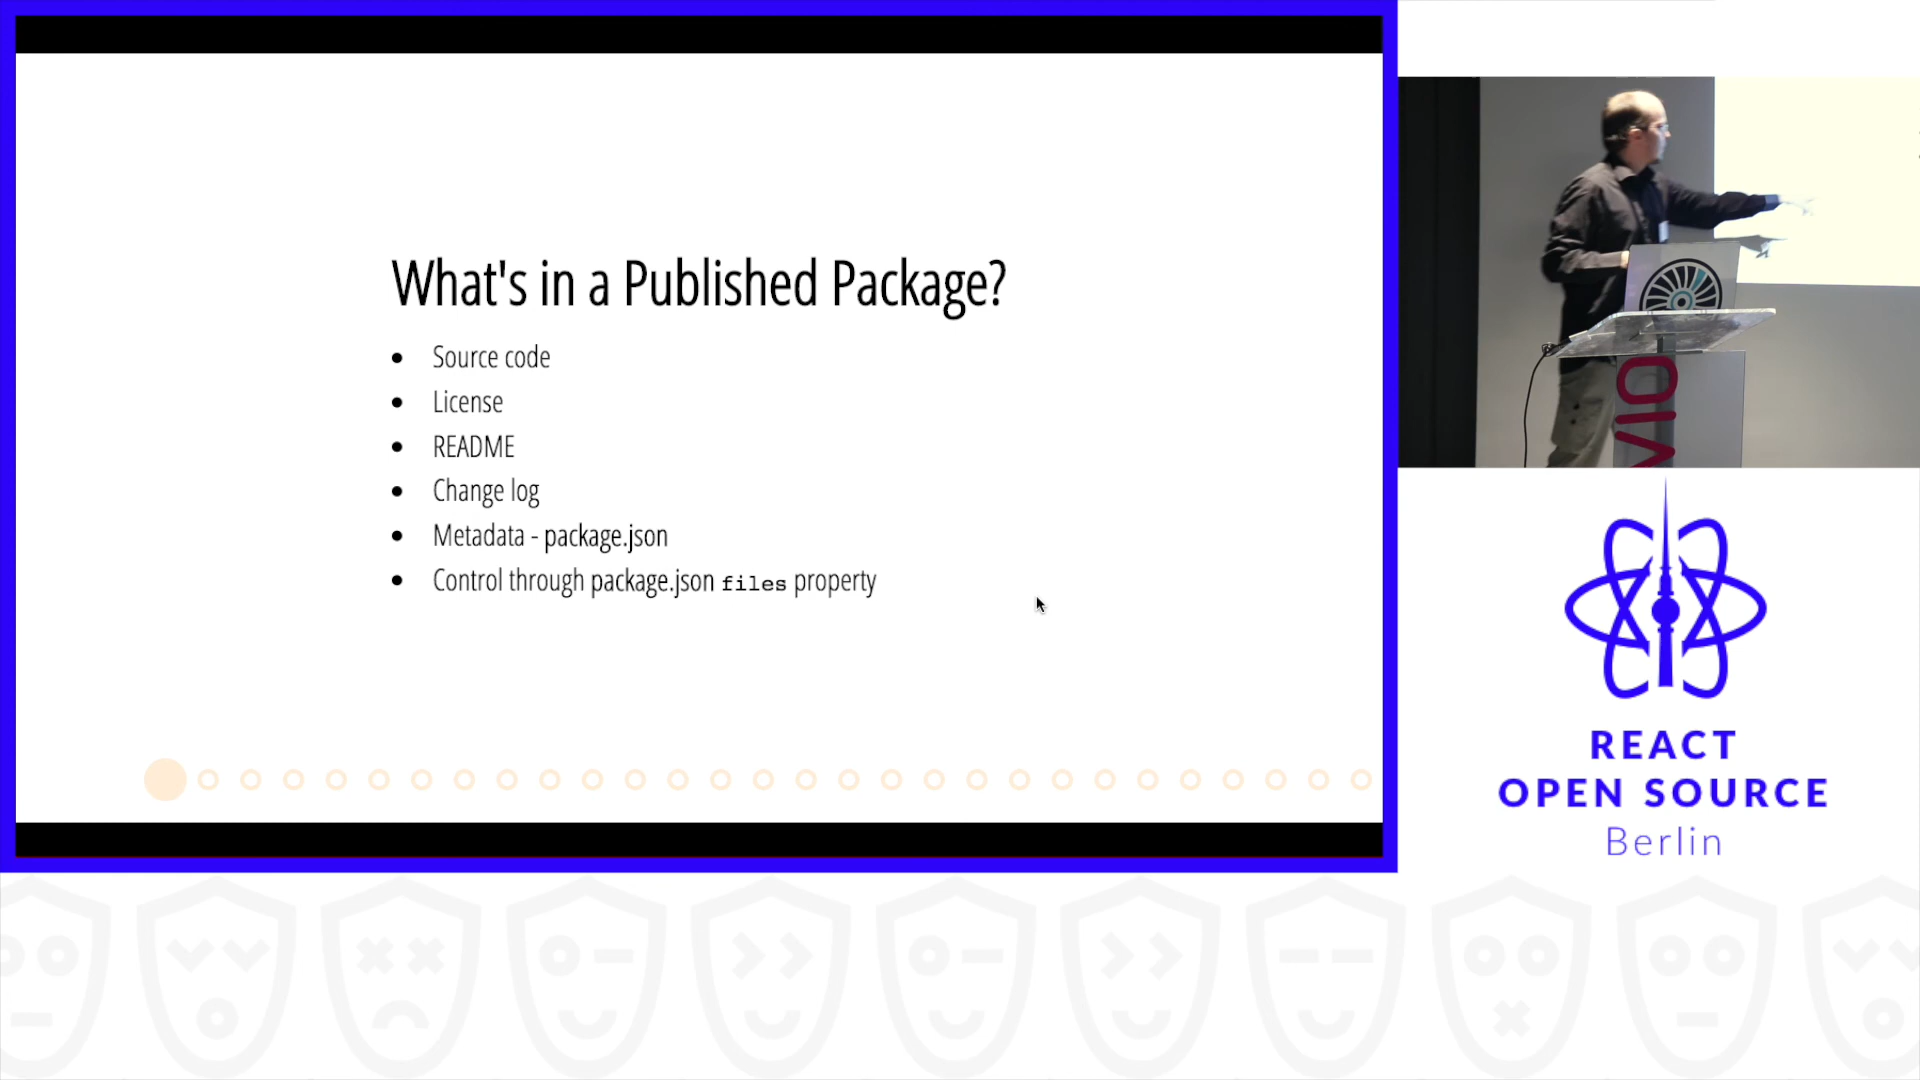 What's in a Published Package?
Source code
License
README
Change log
Metadata - package.json
Control through package.json files property
VIO
REACT
OPEN SOURCE
Berlin